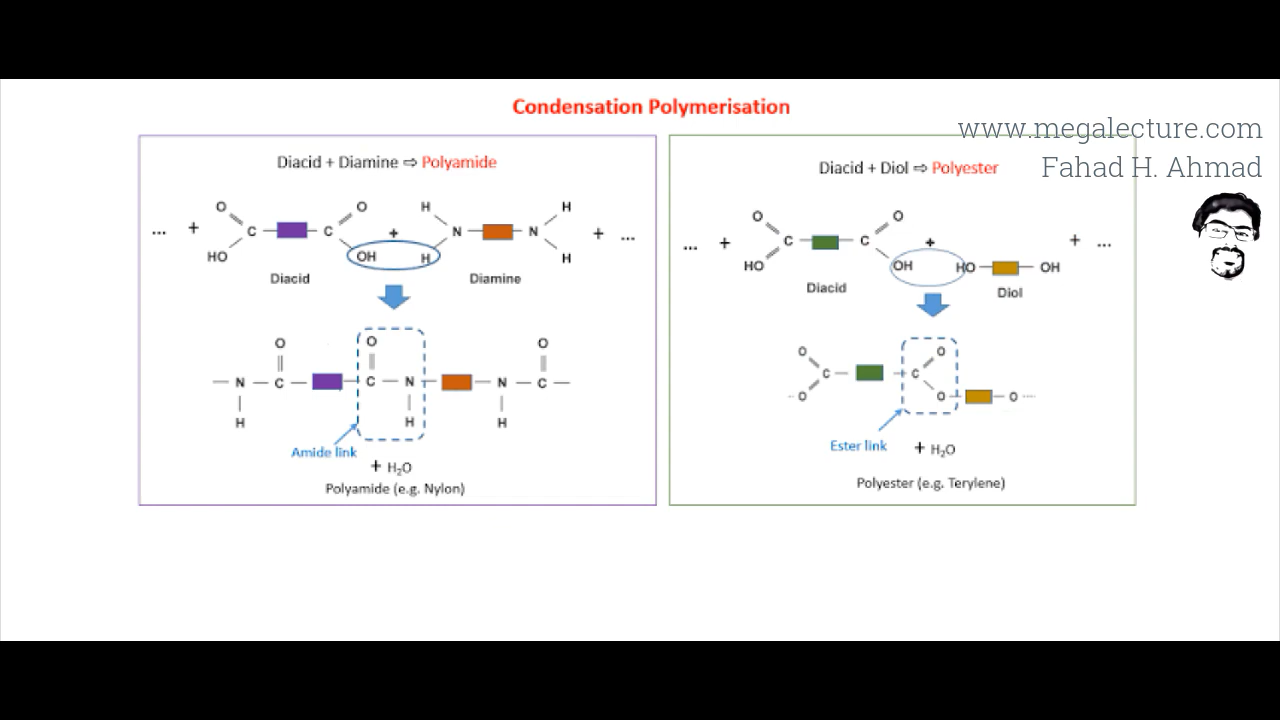 Condensation Polymerisation
www.megalecture.com
Fahad H. Ahmad
Diacid + Diamine ⇨ Polyamide
O O H H
... + C C + N N + ...
HO OH H H
Diacid Diamine
O O O
N C C N N C
H H H
Amide link
+ H₂O
Polyamide (e.g. Nylon)
Diacid + Diol ⇨ Polyester
O O
... + C C + + ...
HO OH HO OH
Diacid Diol
O O
C C
O O O
Ester link + H₂O
Polyester (e.g. Terylene)